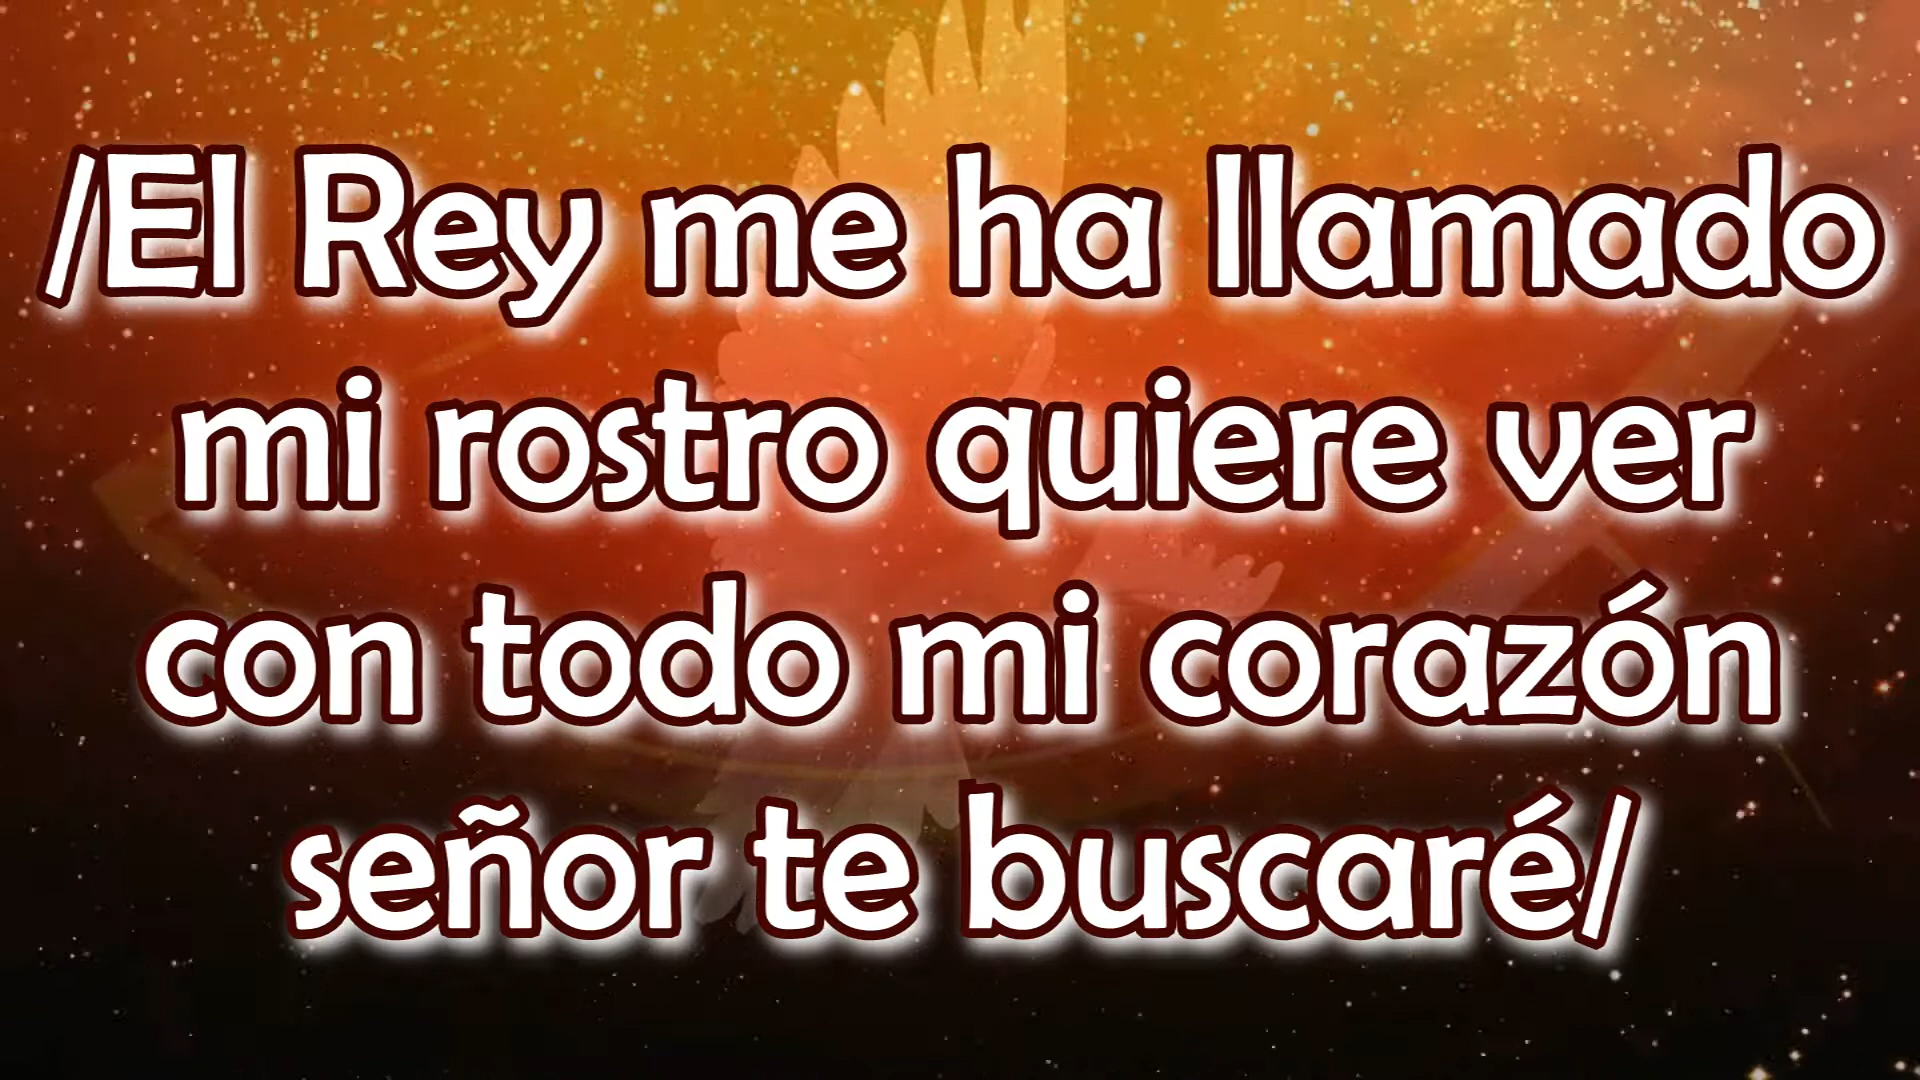 /El Rey me ha llamado
mi rostro quiere ver
con todo mi corazón
señor te buscaré/